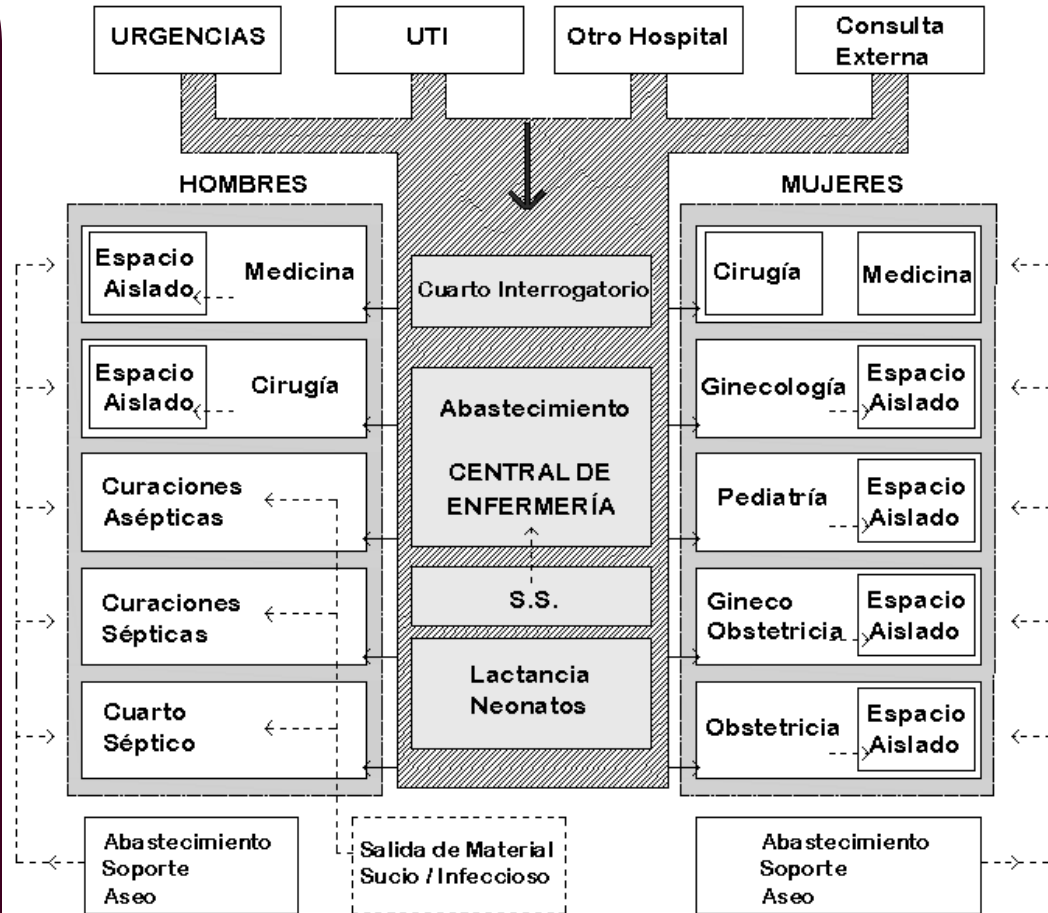 URGENCIAS
UTI
Otro Hospital
Consulta
Externa
HOMBRES
Espacio
Aislado
Medicina
Espacio
Aislado
Cirugía
Curaciones
Asépticas
Curaciones
Sépticas
Cuarto
Séptico
Cuarto Interrogatorio
Abastecimiento
CENTRAL DE
ENFERMERÍA
S.S.
Lactancia
Neonatos
MUJERES
Cirugía
Medicina
Ginecología
Espacio
Aislado
Pediatría
Espacio
Aislado
Gineco
Obstetricia
Espacio
Aislado
Obstetricia
Espacio
Aislado
Abastecimiento
Soporte
Aseo
Salida de Material
Sucio / Infeccioso
Abastecimiento
Soporte
Aseo